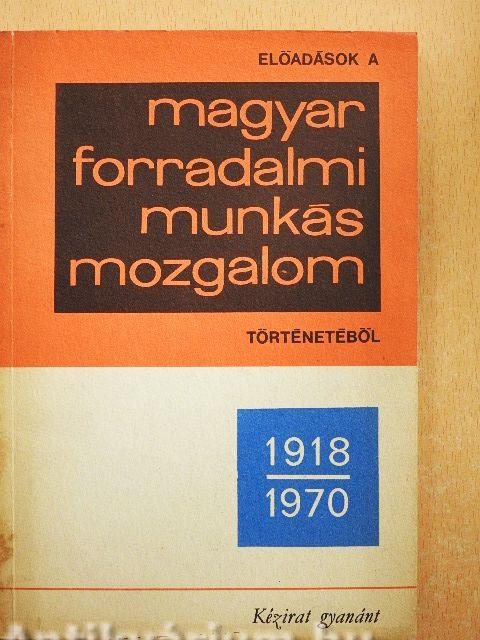 ELŐADÁSOK A
magyar
forradalmi
munkás
mozgalom
TÖRTÉNETÉBŐL
1918
1970
Kézirat gyanánt